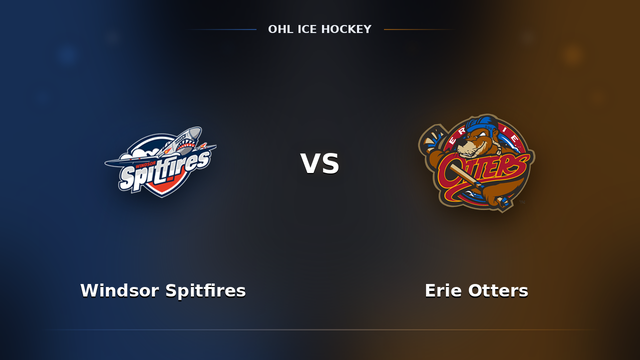 OHL ICE HOCKEY
Spitfires
VS
ERIE
OTTERS
Windsor Spitfires
Erie Otters